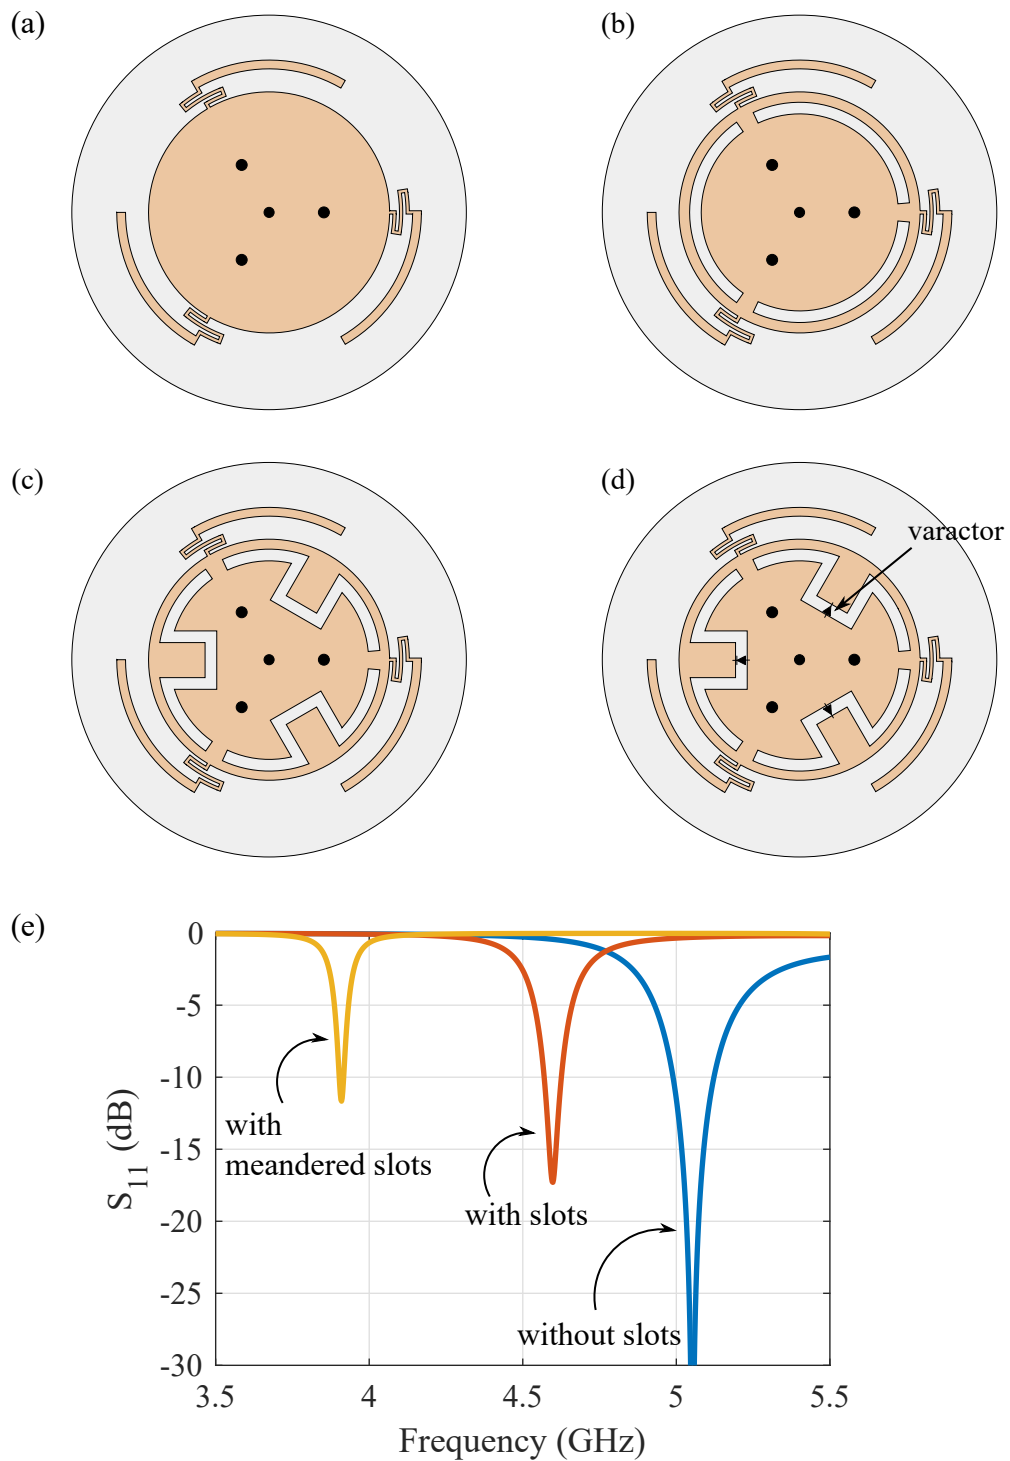 (a)
(b)
(c)
(d)
varactor
(e)
0
-5
-10
-15
-20
-25
-30
S11 (dB)
with
meandered slots
with slots
without slots
3.5
4
4.5
5
5.5
Frequency (GHz)